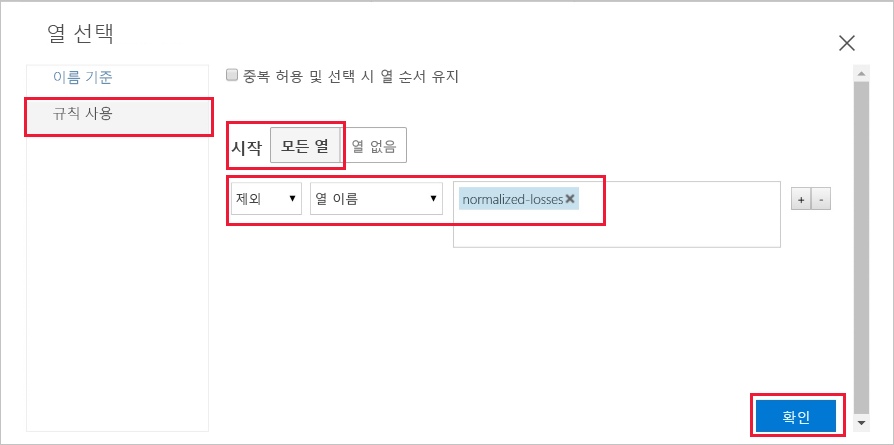 열 선택
이름 기준
규칙 사용
중복 허용 및 선택 시 열 순서 유지
시작 모든 열 열 없음
제외 열 이름 normalized-losses + -
확인